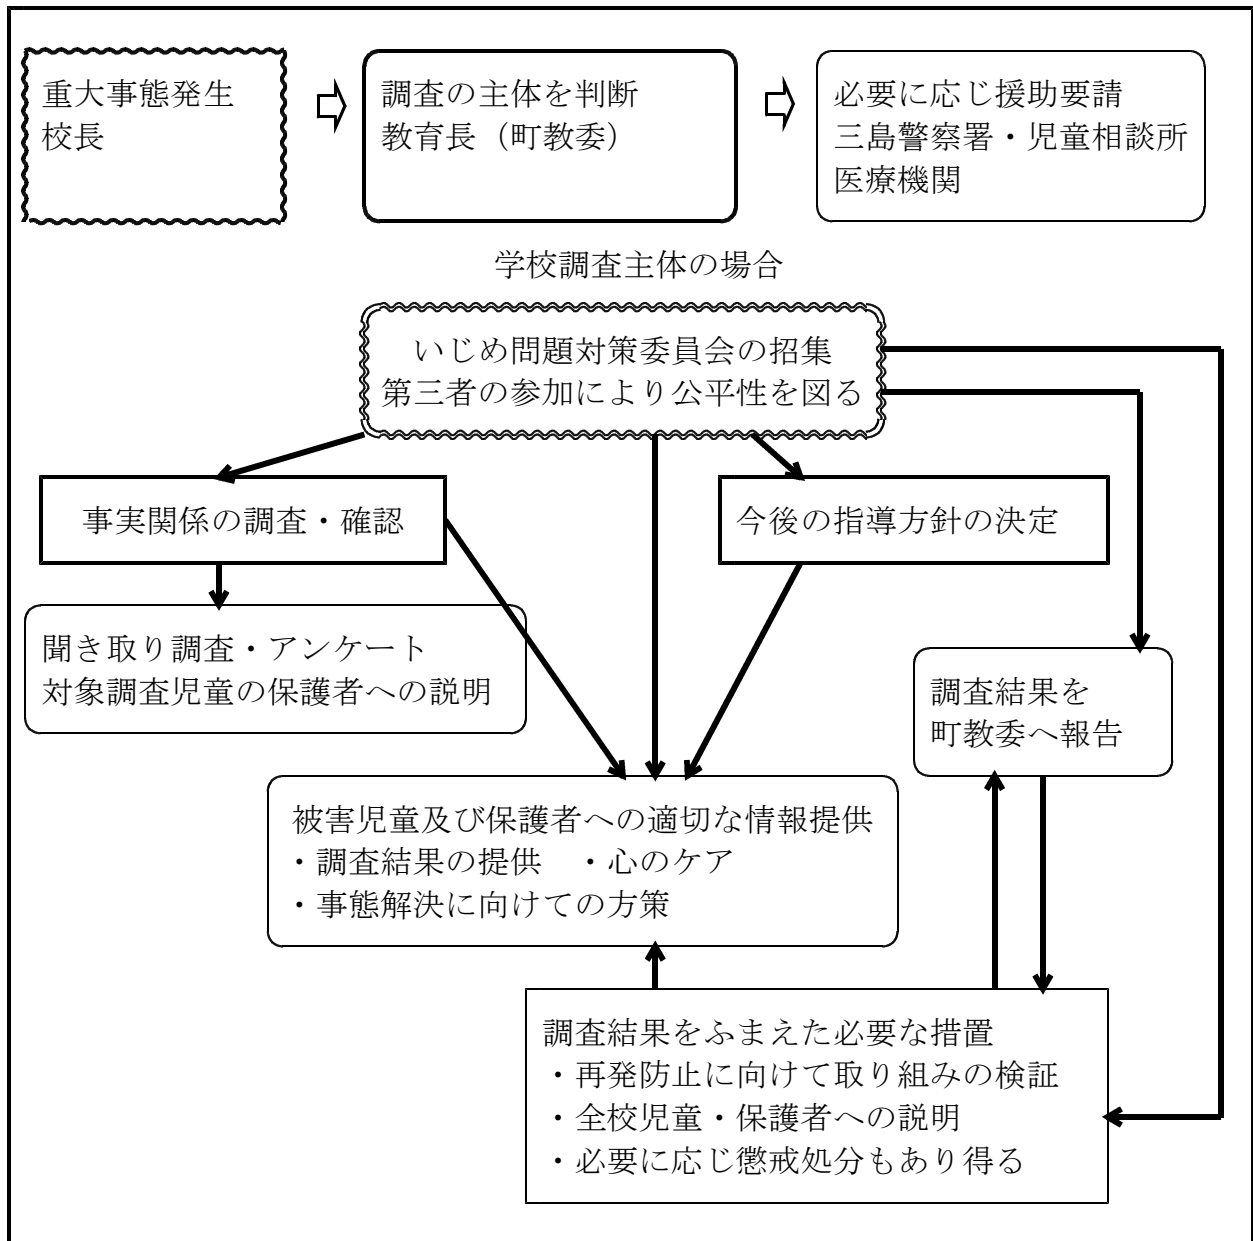 重大事態発生
校長
調査の主体を判断
教育長（町教委）
必要に応じ援助要請
三島警察署・児童相談所
医療機関
学校調査主体の場合
いじめ問題対策委員会の招集
第三者の参加により公平性を図る
事実関係の調査・確認
今後の指導方針の決定
聞き取り調査・アンケート
対象調査児童の保護者への説明
調査結果を
町教委へ報告
被害児童及び保護者への適切な情報提供
・調査結果の提供　・心のケア
・事態解決に向けての方策
調査結果をふまえた必要な措置
・再発防止に向けて取り組みの検証
・全校児童・保護者への説明
・必要に応じ懲戒処分もあり得る